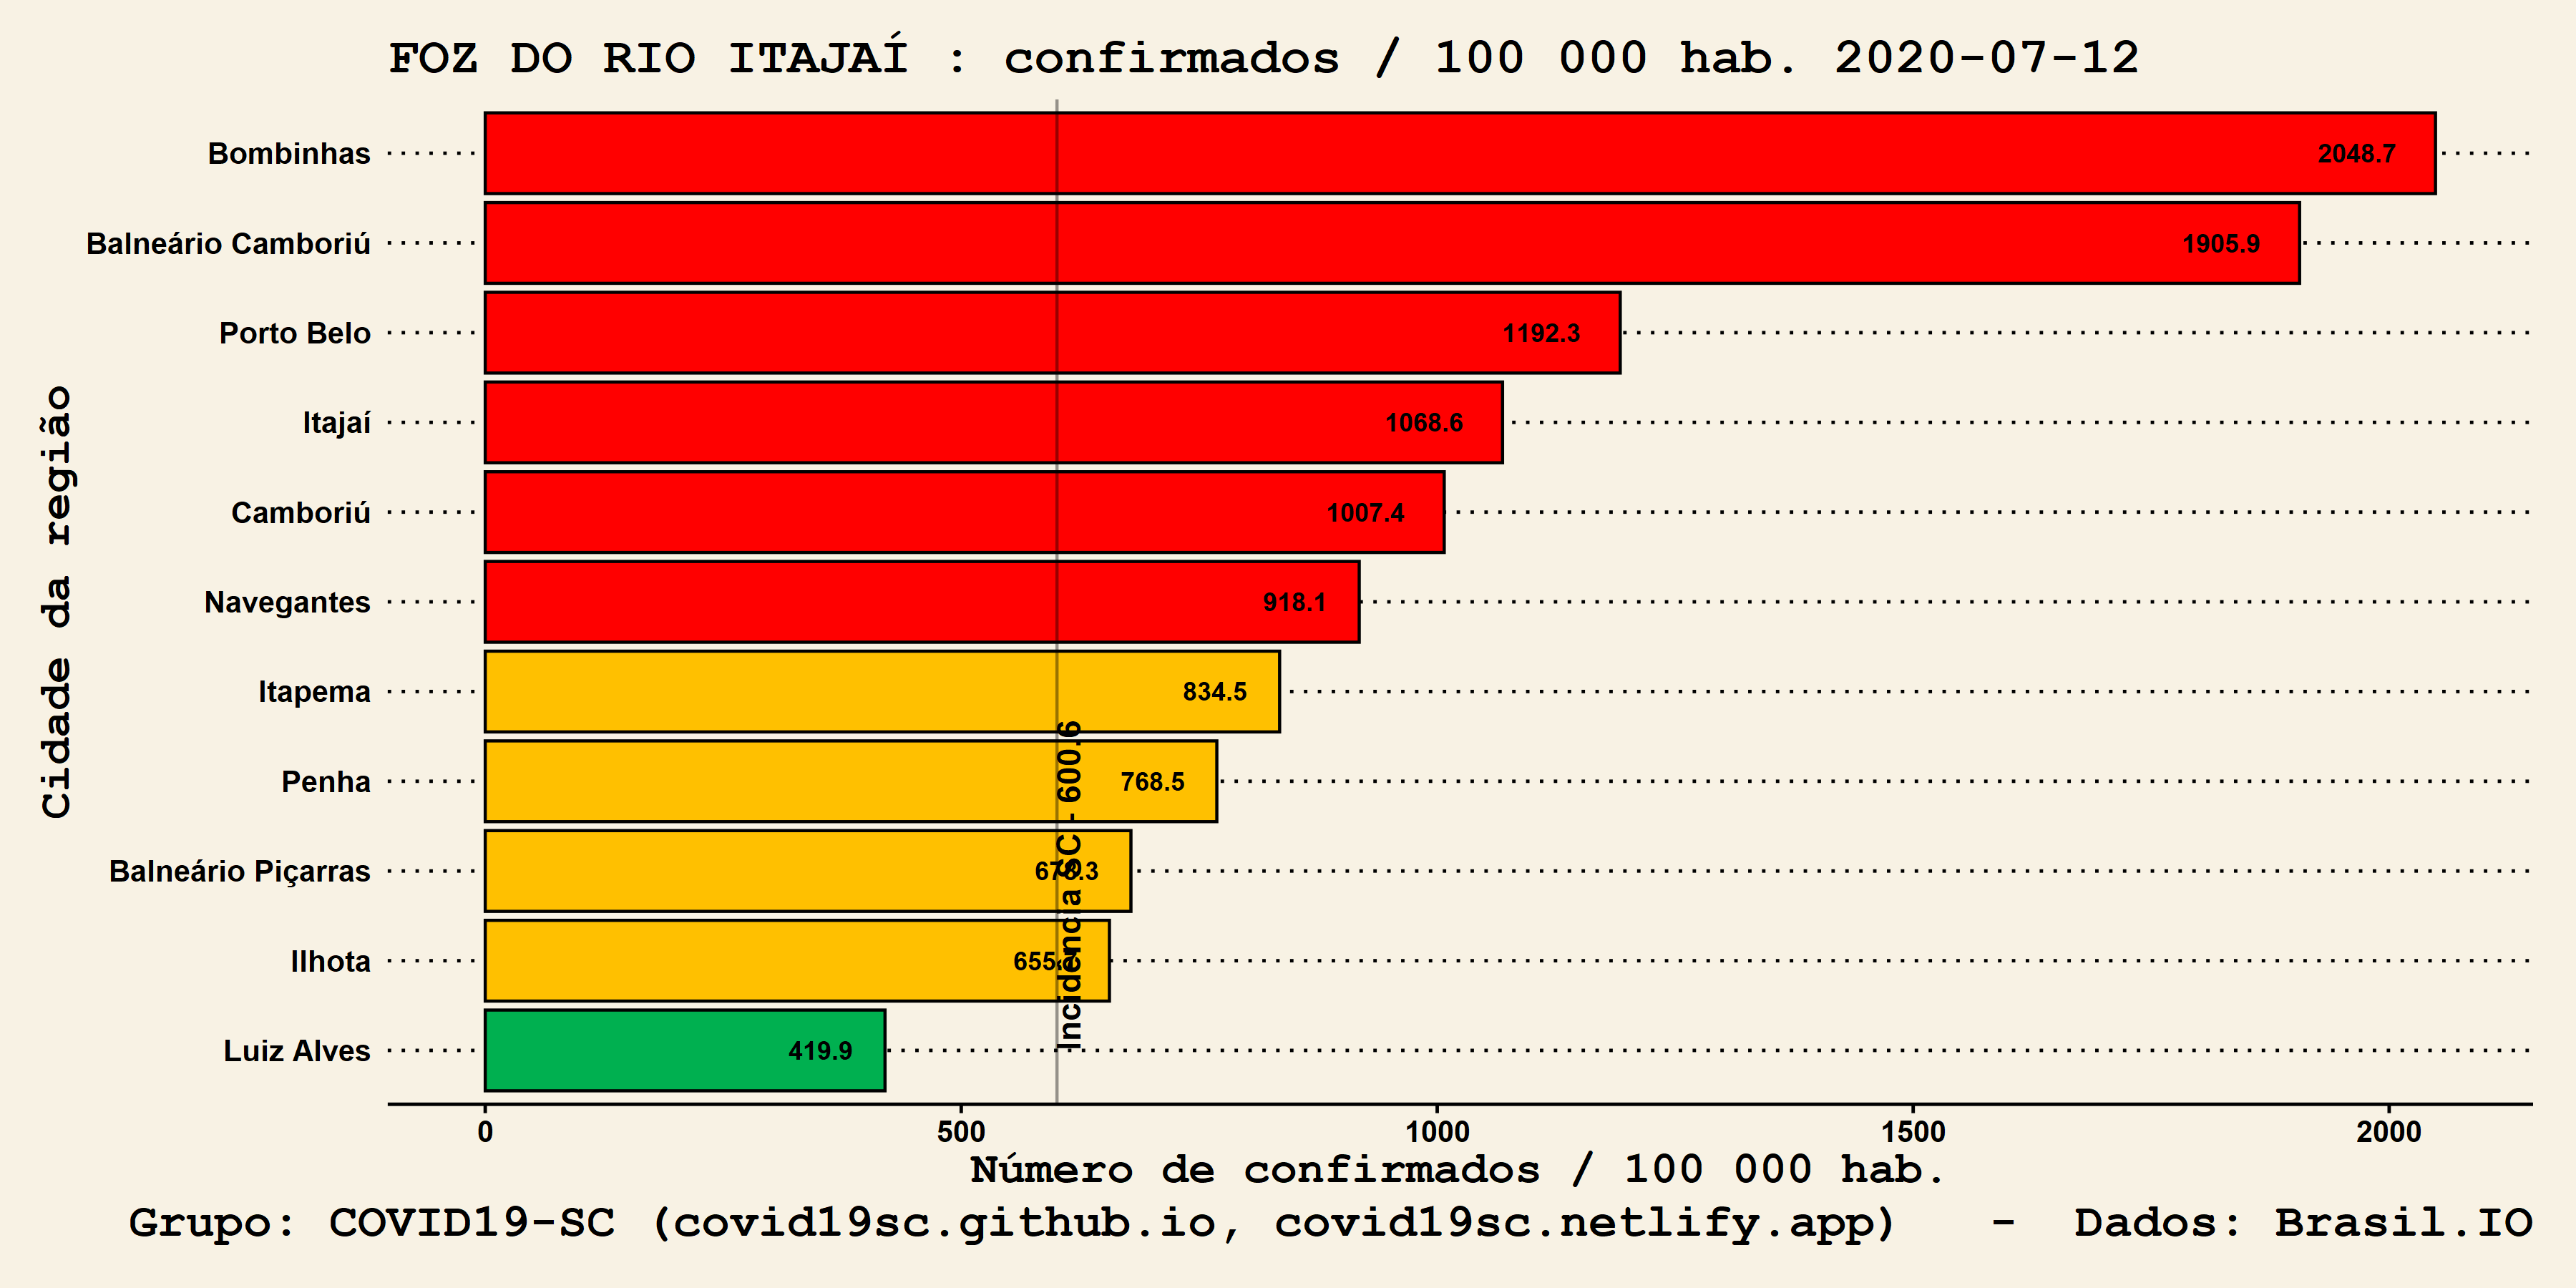 FOZ DO RIO ITAJAÍ : confirmados / 100 000 hab. 2020-07-12
Cidade da região
Bombinhas
2048.7
Balneário Camboriú
1905.9
Porto Belo
1192.3
Itajaí
1068.6
Camboriú
1007.4
Navegantes
918.1
Itapema
834.5
Penha
768.5
Balneário Piçarras
678.3
Ilhota
Luiz Alves
419.9
Incidência SC - 600.6
0
500
1000
1500
2000
Número de confirmados / 100 000 hab.
Grupo: COVID19-SC (covid19sc.github.io, covid19sc.netlify.app) - Dados: Brasil.IO